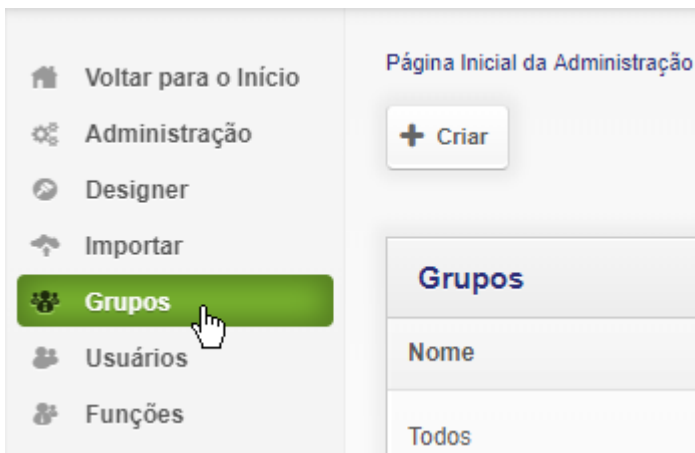 Voltar para o Início
Administração
Designer
Importar
Grupos
Usuários
Funções
Página Inicial da Administração
Criar
Grupos
Nome
Todos